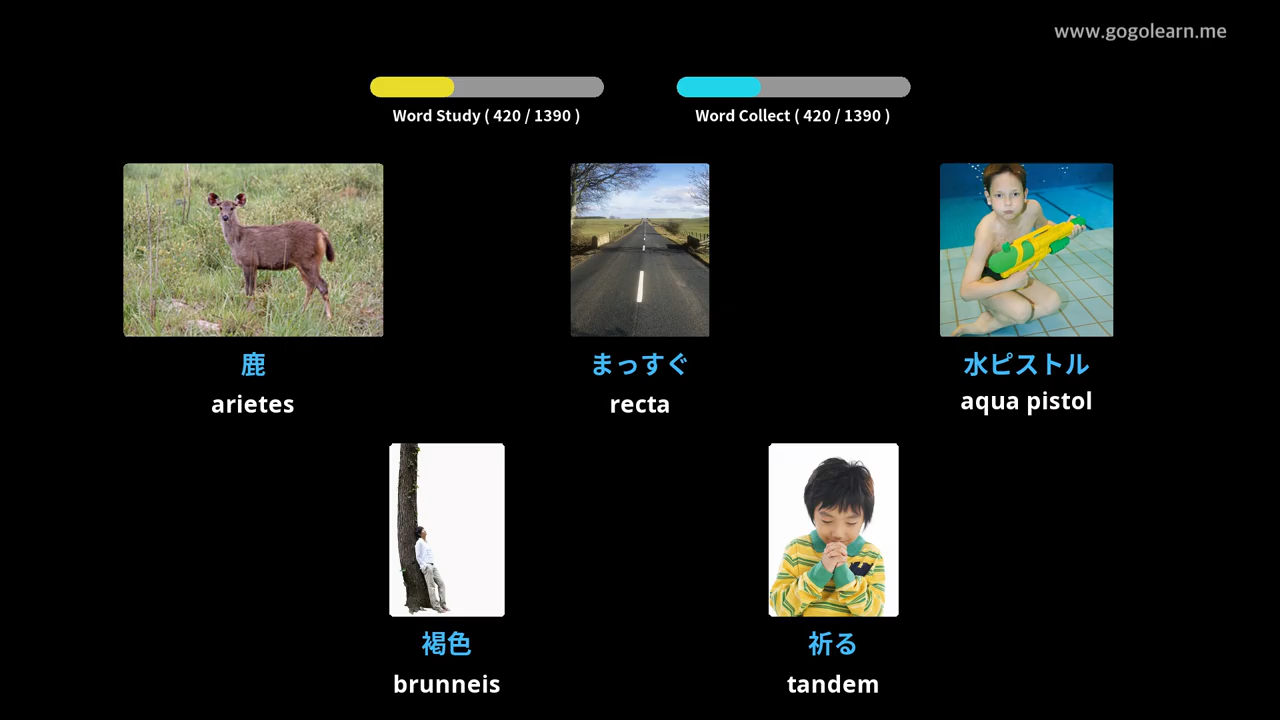 www.gogolearn.me
Word Study ( 420 / 1390 )
Word Collect ( 420 / 1390 )
鹿
arietes
まっすぐ
recta
水ピストル
aqua pistol
褐色
brunneis
祈る
tandem